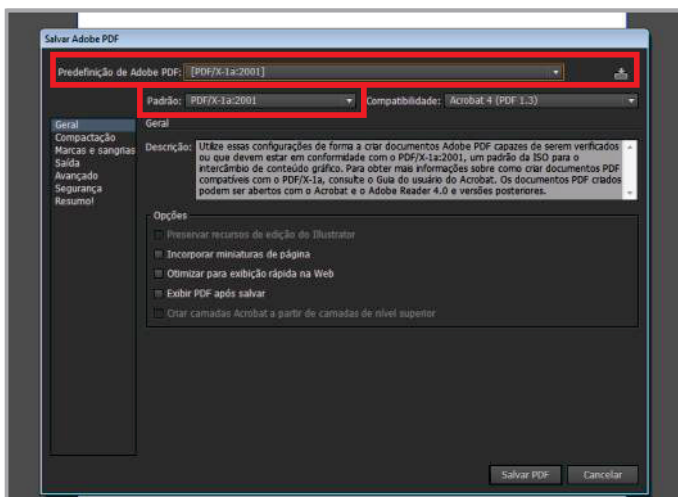 Salvar Adobe PDF
Predefinição de Adobe PDF: [PDF/X-1a:2001]
Padrão: PDF/X-1a:2001 Compatibilidade: Acrobat 4 (PDF 1.3)
Geral
Compactação
Marcas e sangrias
Saída
Avançado
Segurança
Resumo!
Geral
Descrição: Utilize essas configurações de forma a criar documentos Adobe PDF capazes de serem verificados
ou que devem estar em conformidade com o PDF/X-1a:2001, um padrão da ISO para o
intercâmbio de conteúdo gráfico. Para obter mais informações sobre como criar documentos PDF
compatíveis com o PDF/X-1a, consulte o Guia do usuário do Acrobat. Os documentos PDF criados
podem ser abertos com o Acrobat e o Adobe Reader 4.0 e versões posteriores.
Opções
Preservar recursos de edição do Illustrator
Incorporar miniaturas de página
Otimizar para exibição rápida na Web
Exibir PDF após salvar
Criar camadas Acrobat a partir de camadas de nível superior
Salvar PDF Cancelar